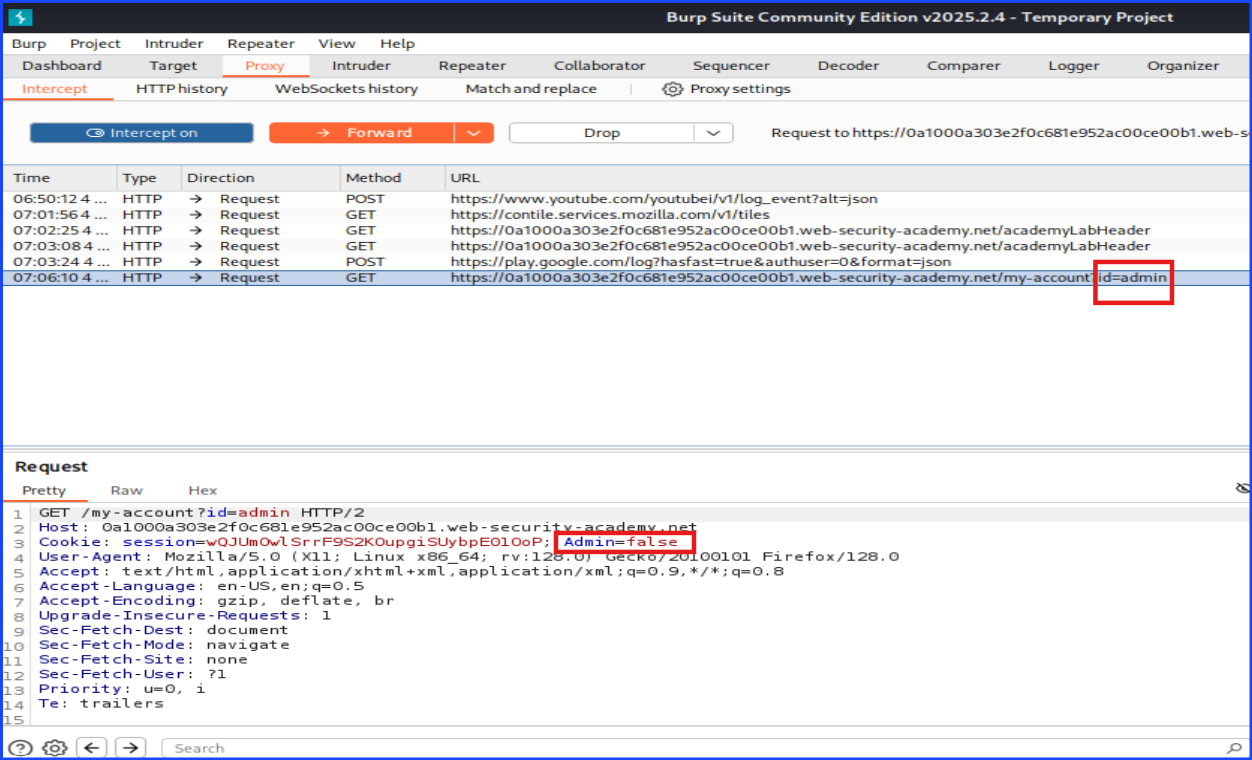 Burp Suite Community Edition v2025.2.4 - Temporary Project
Burp Project Intruder Repeater View Help
Dashboard Target Proxy Intruder Repeater Collaborator Sequencer Decoder Comparer Logger Organizer
Intercept HTTP history WebSockets history Match and replace Proxy settings
Intercept on Forward Drop Request to https://0a1000a303e2f0c681e952ac00ce00b1.web-s
Time Type Direction Method URL
06:50:12 4 ... HTTP → Request POST https://www.youtube.com/youtubei/v1/log_event?alt=json
07:01:56 4 ... HTTP → Request GET https://contile.services.mozilla.com/v1/tiles
07:02:25 4 ... HTTP → Request GET https://0a1000a303e2f0c681e952ac00ce00b1.web-security-academy.net/academyLabHeader
07:03:08 4 ... HTTP → Request GET https://0a1000a303e2f0c681e952ac00ce00b1.web-security-academy.net/academyLabHeader
07:03:24 4 ... HTTP → Request POST https://play.google.com/log?hasfast=true&authuser=0&format=json
07:06:10 4 ... HTTP → Request GET https://0a1000a303e2f0c681e952ac00ce00b1.web-security-academy.net/my-account?id=admin
Request
Pretty Raw Hex
1 GET /my-account?id=admin HTTP/2
2 Host: 0a1000a303e2f0c681e952ac00ce00b1.web-security-academy.net
3 Cookie: session=wQJUmOwlSrrF9S2KOupgiSUybpE01OoP; Admin=false
4 User-Agent: Mozilla/5.0 (X11; Linux x86_64; rv:128.0) Gecko/20100101 Firefox/128.0
5 Accept: text/html,application/xhtml+xml,application/xml;q=0.9,*/*;q=0.8
6 Accept-Language: en-US,en;q=0.5
7 Accept-Encoding: gzip, deflate, br
8 Upgrade-Insecure-Requests: 1
9 Sec-Fetch-Dest: document
10 Sec-Fetch-Mode: navigate
11 Sec-Fetch-Site: none
12 Sec-Fetch-User: ?1
13 Priority: u=0, i
14 Te: trailers
15
Search